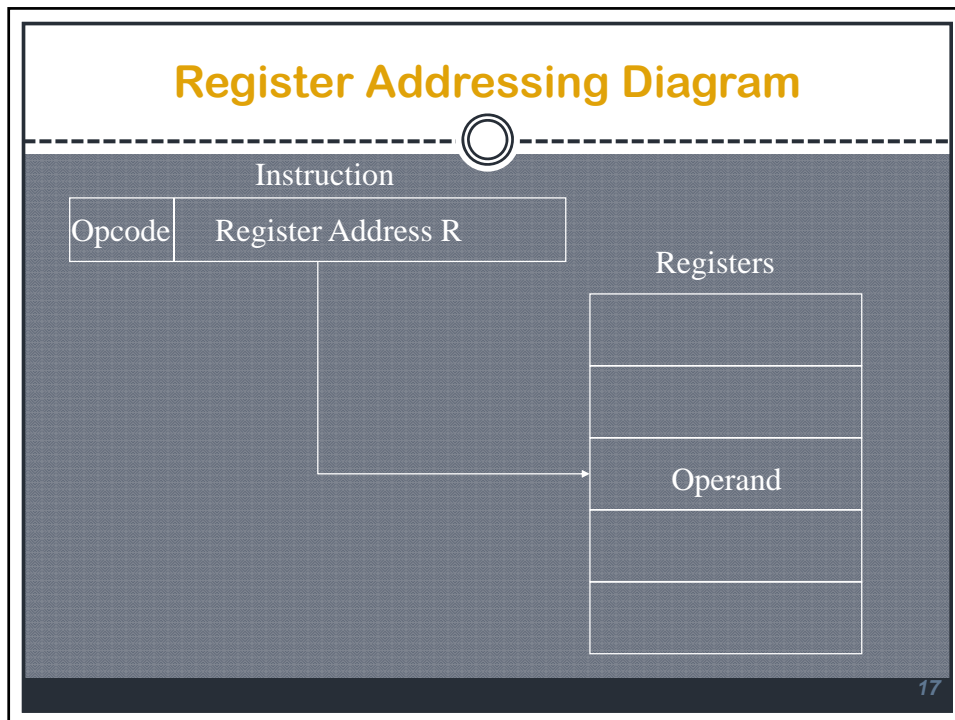 Register Addressing Diagram
Instruction
Opcode Register Address R
Registers
Operand
17